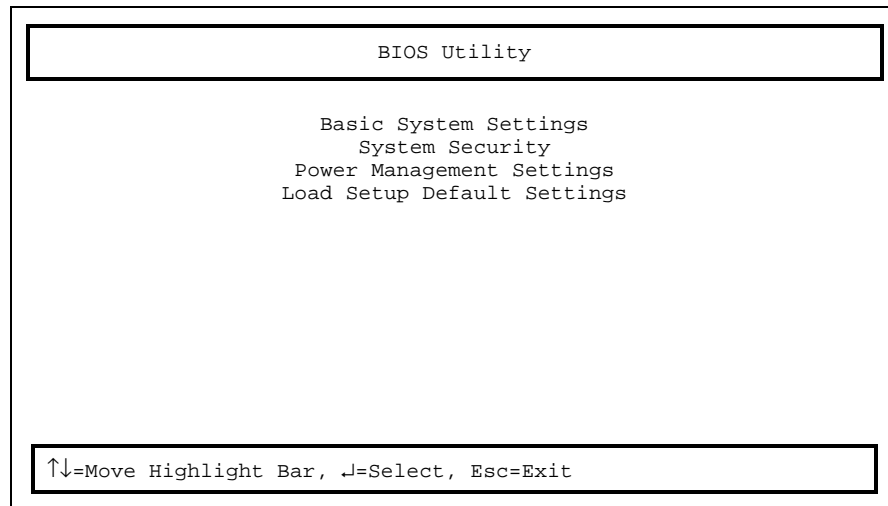 BIOS Utility
Basic System Settings
System Security
Power Management Settings
Load Setup Default Settings
↑↓=Move Highlight Bar, ↵=Select, Esc=Exit